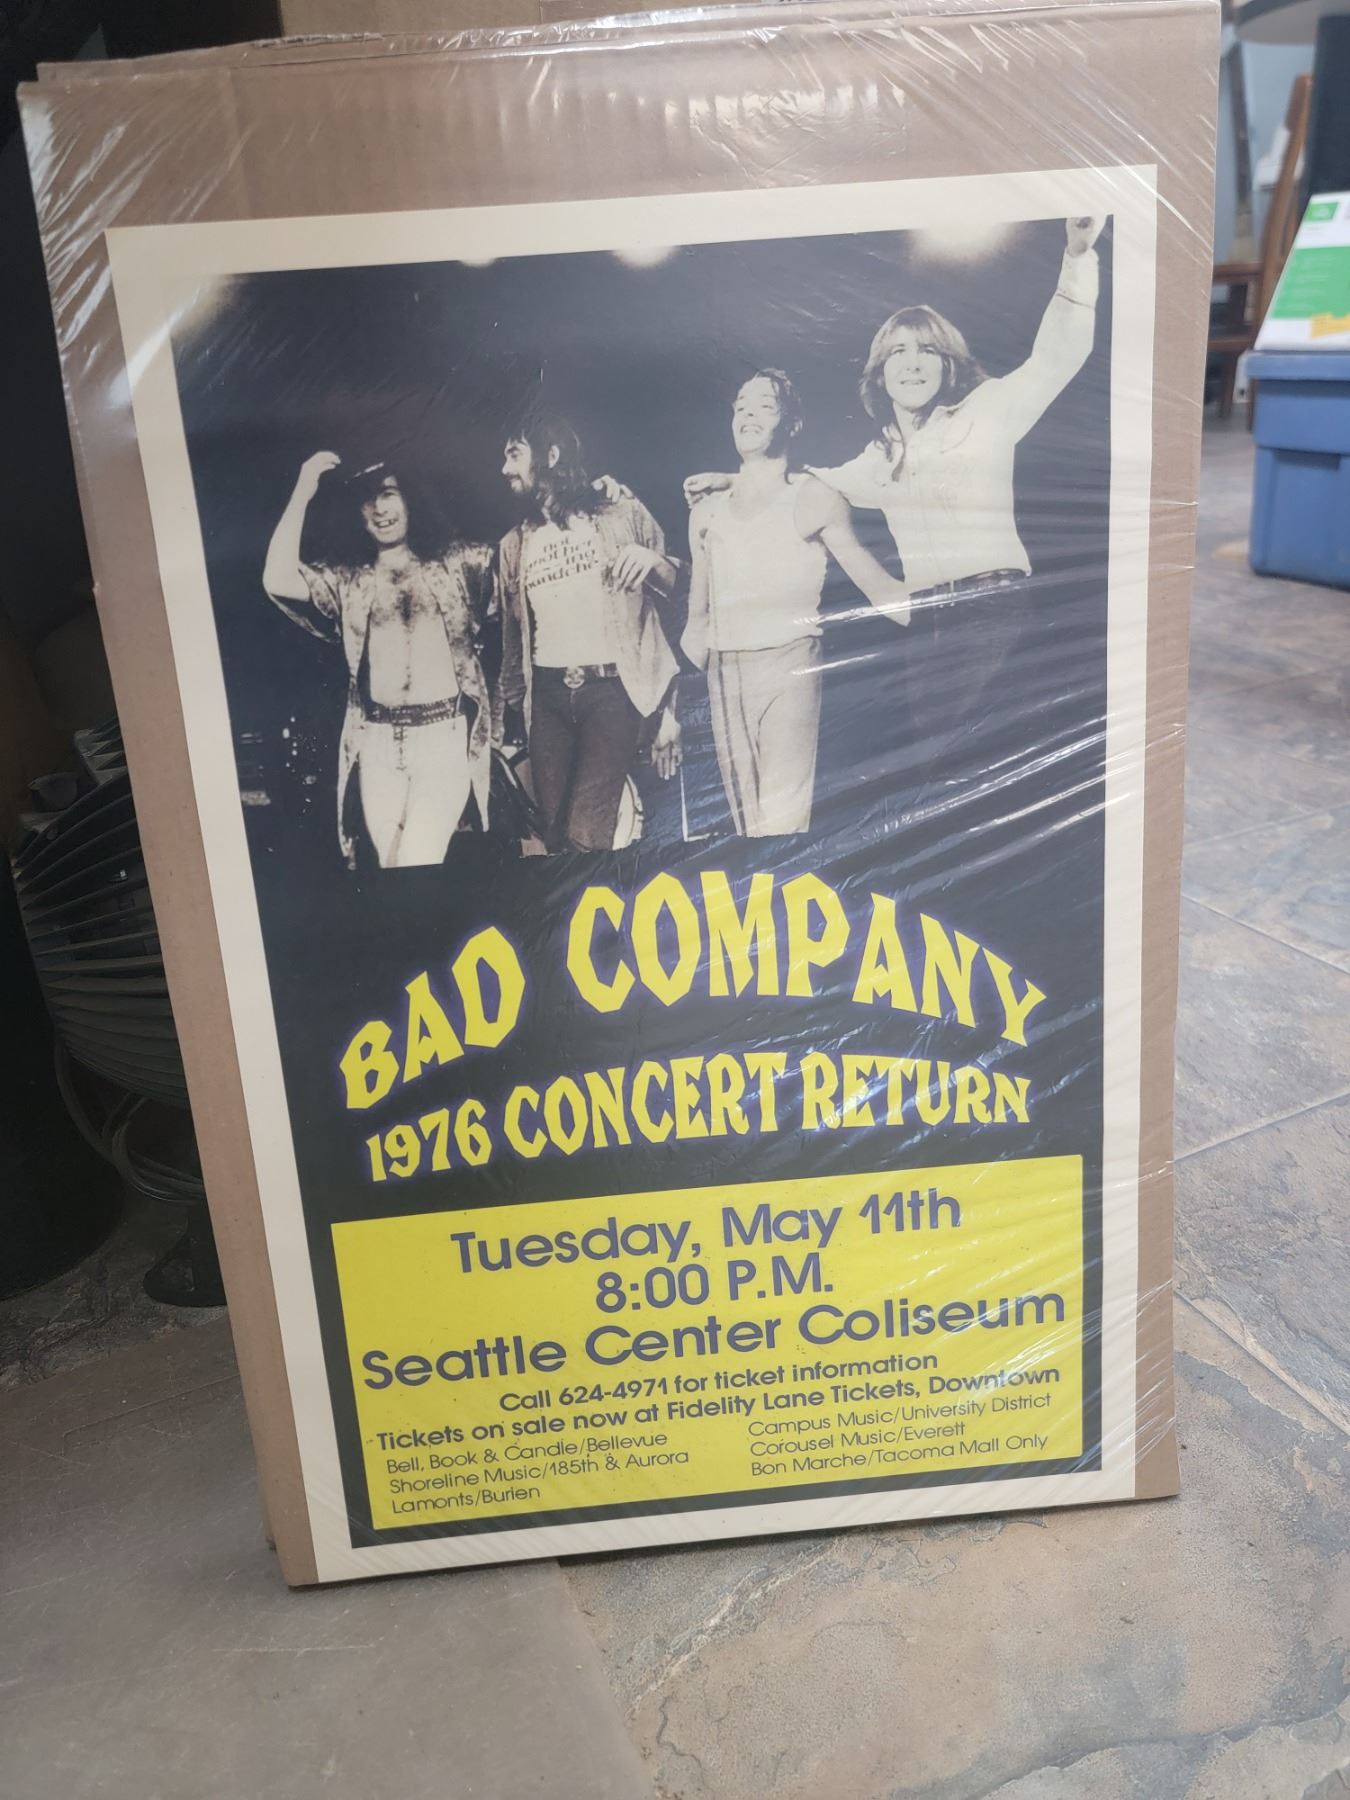 not
BAD COMPANY
1976 CONCERT RETURN
Tuesday, May 11th
8:00 P.M.
Seattle Center Coliseum
Call 624-4971 for ticket information
Tickets on sale now at Fidelity Lane Tickets, Downtown
Bell, Book & Candle/Bellevue
Shoreline Music/185th & Aurora
Lamonts/Burien
Campus Music/University District
Carousel Music/Everett
Bon Marche/Tacoma Mall Only